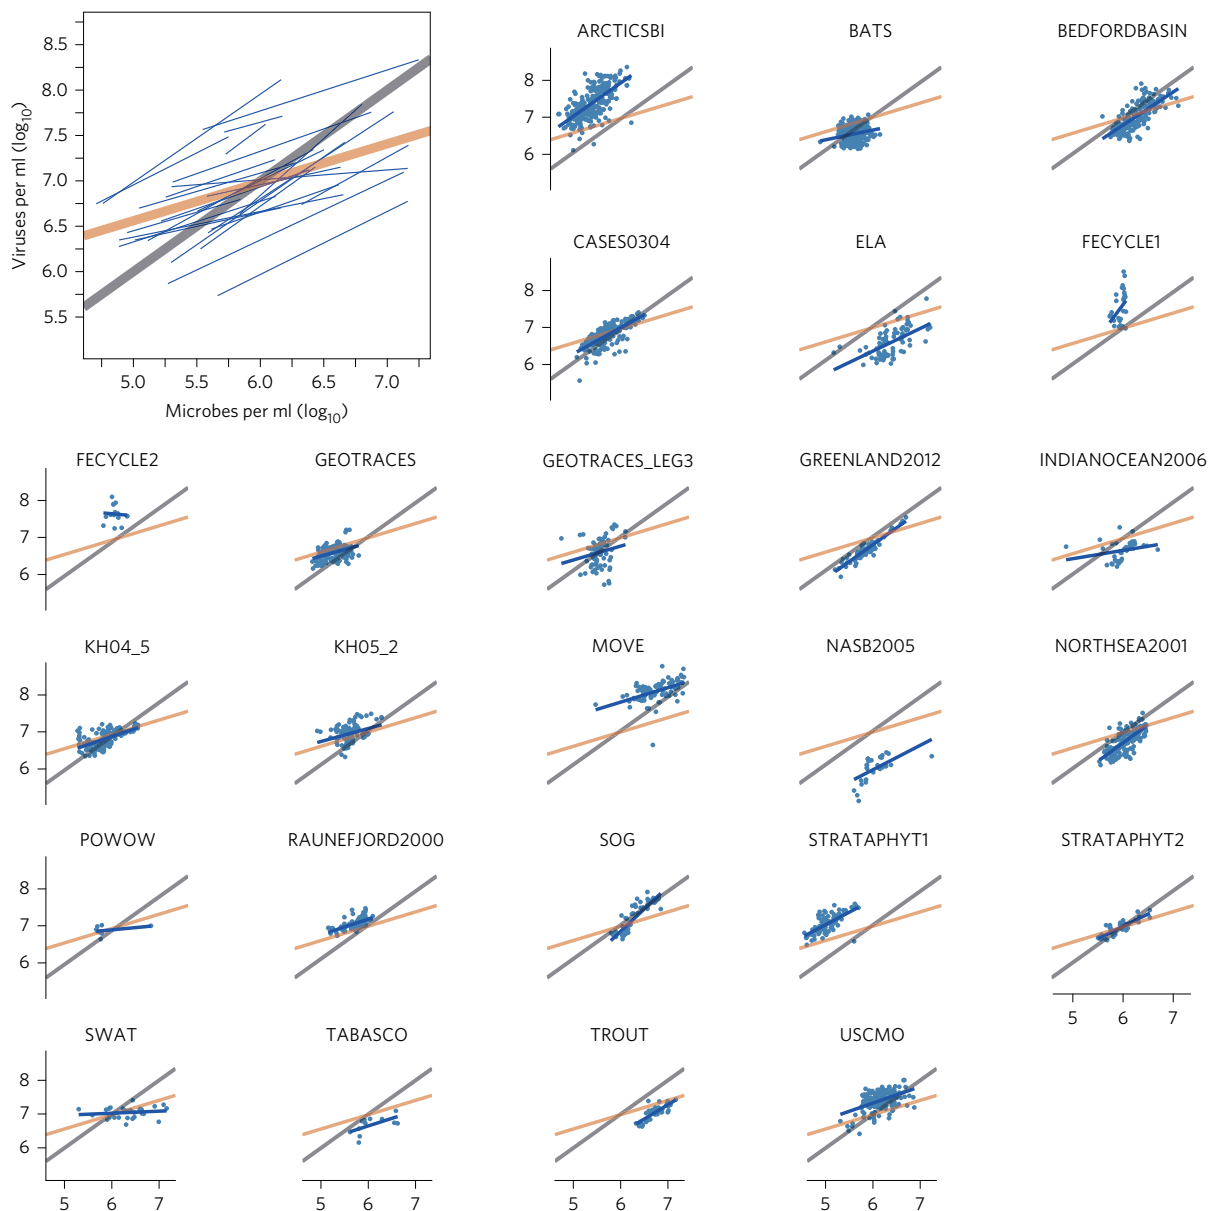 8.5
8.0
7.5
7.0
6.5
6.0
5.5
Viruses per ml (log10)
5.0 5.5 6.0 6.5 7.0
Microbes per ml (log10)
ARCTICSBI BATS BEDFORDBASIN
8
7
6
CASES0304 ELA FECYCLE1
8
7
6
FECYCLE2 GEOTRACES GEOTRACES_LEG3 GREENLAND2012 INDIANOCEAN2006
8
7
6
KH04_5 KH05_2 MOVE NASB2005 NORTHSEA2001
8
7
6
POWOW RAUNEFJORD2000 SOG STRATAPHYT1 STRATAPHYT2
8
7
6
5 6 7
SWAT TABASCO TROUT USCMO
8
7
6
5 6 7 5 6 7 5 6 7 5 6 7